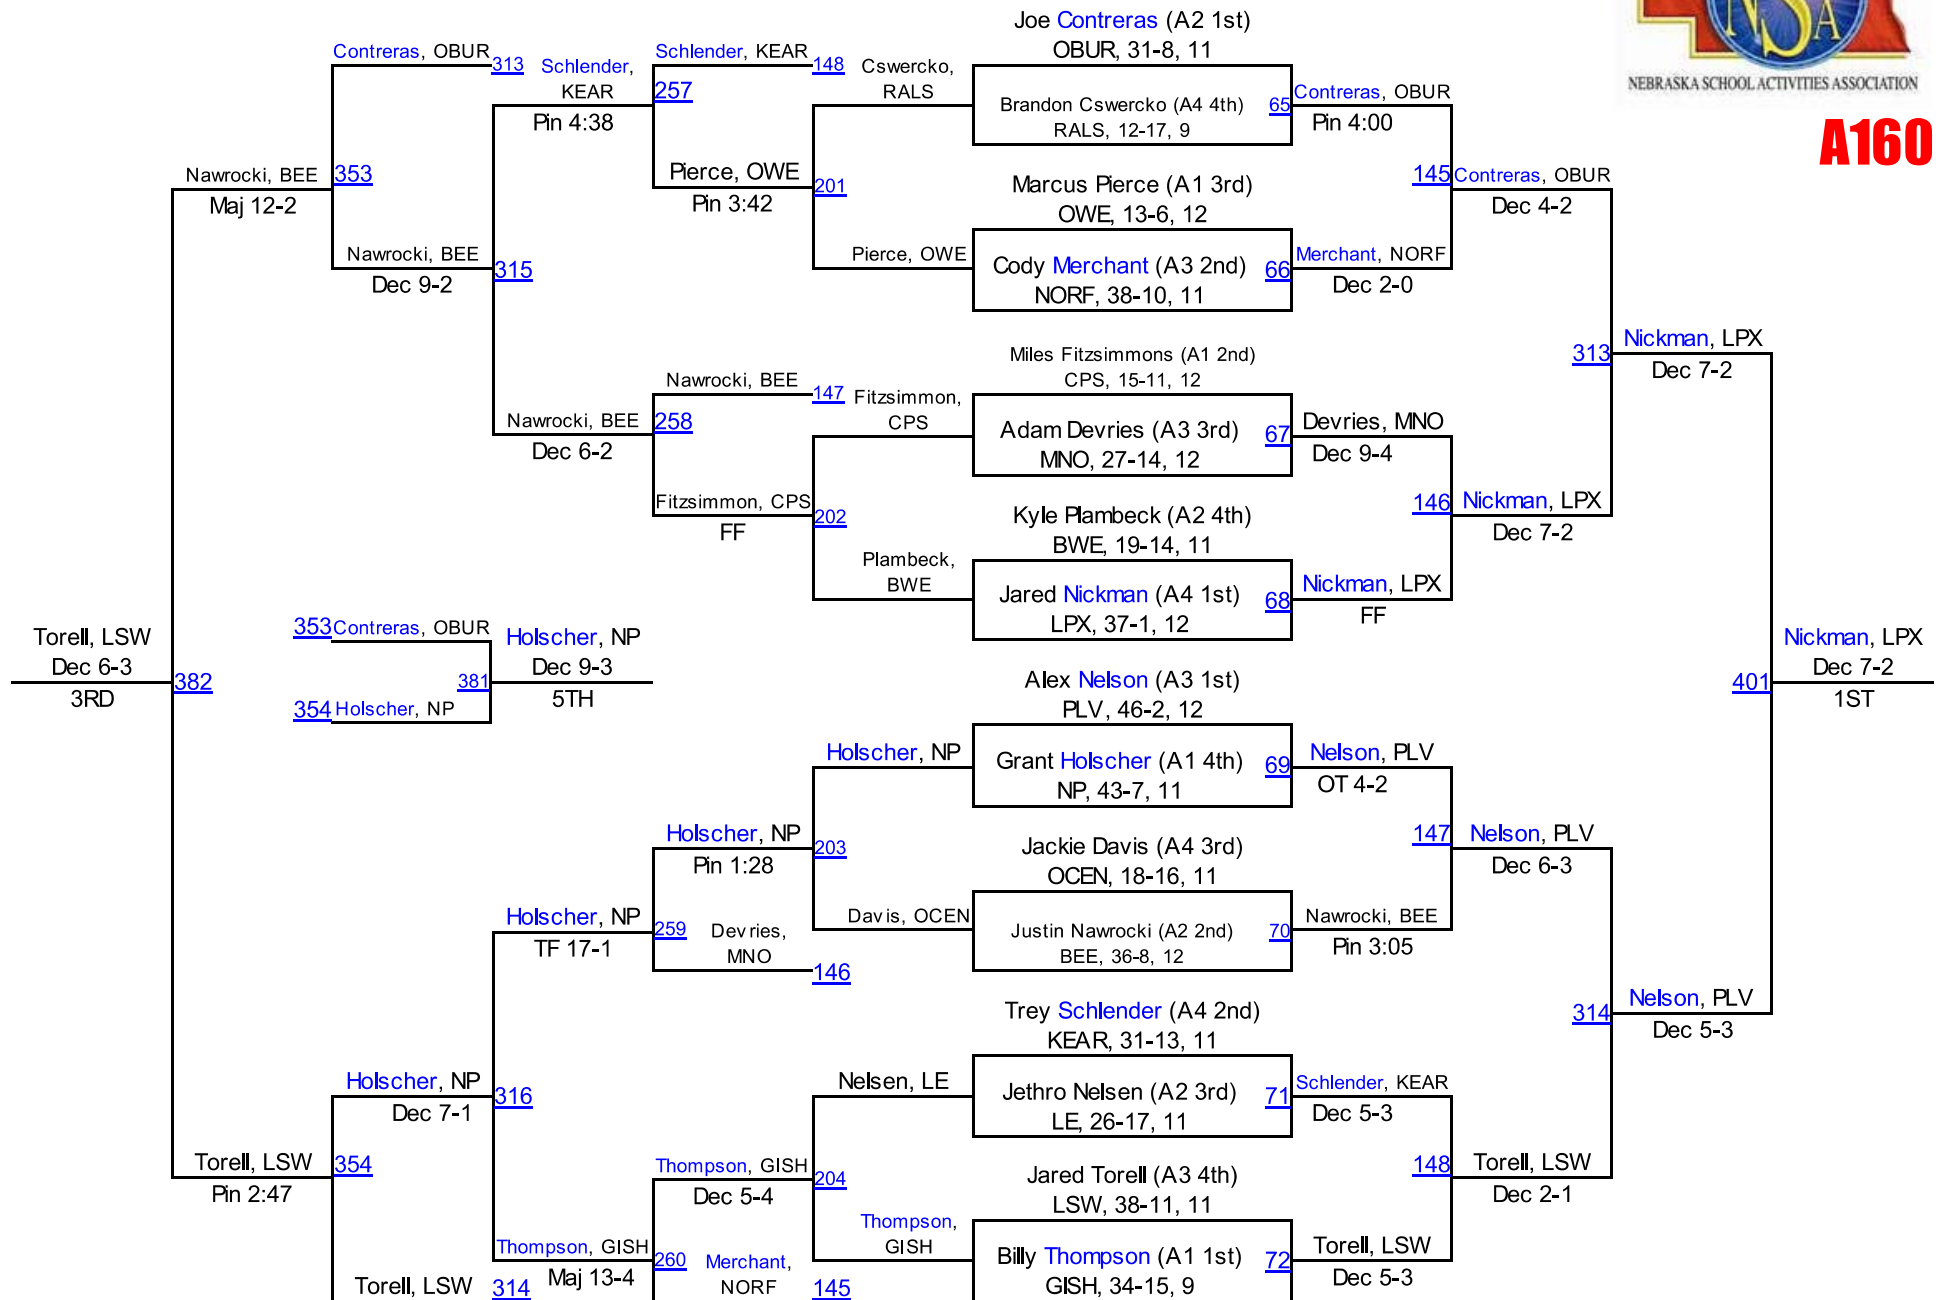 NSA
NEBRASKA SCHOOL ACTIVITIES ASSOCIATION
A160
Joe Contreras (A2 1st)
OBUR, 31-8, 11
Contreras, OBUR
313
Schlender,
KEAR
Pin 4:38
Schlender, KEAR
148
257
Cswercko,
RALS
Brandon Cswercko (A4 4th)
RALS, 12-17, 9
65
Contreras, OBUR
Pin 4:00
Nawrocki, BEE
353
Maj 12-2
Pierce, OWE
201
Pin 3:42
Marcus Pierce (A1 3rd)
OWE, 13-6, 12
145
Contreras, OBUR
Dec 4-2
Nawrocki, BEE
315
Dec 9-2
Pierce, OWE
Cody Merchant (A3 2nd)
NORF, 38-10, 11
66
Merchant, NORF
Dec 2-0
313
Nickman, LPX
Dec 7-2
Miles Fitzsimmons (A1 2nd)
CPS, 15-11, 12
Nawrocki, BEE
147
Fitzsimmon,
CPS
Nawrocki, BEE
258
Dec 6-2
Adam Devries (A3 3rd)
MNO, 27-14, 12
67
Devries, MNO
Dec 9-4
Fitzsimmon, CPS
202
FF
Kyle Plambeck (A2 4th)
BWE, 19-14, 11
146
Nickman, LPX
Dec 7-2
Plambeck,
BWE
Jared Nickman (A4 1st)
LPX, 37-1, 12
68
Nickman, LPX
FF
Torell, LSW
Dec 6-3
3RD
382
353
Contreras, OBUR
381
354
Holscher, NP
Holscher, NP
Dec 9-3
5TH
401
Nickman, LPX
Dec 7-2
1ST
Alex Nelson (A3 1st)
PLV, 46-2, 12
Holscher, NP
Grant Holscher (A1 4th)
NP, 43-7, 11
69
Nelson, PLV
OT 4-2
Holscher, NP
203
Pin 1:28
Jackie Davis (A4 3rd)
OCEN, 18-16, 11
147
Nelson, PLV
Dec 6-3
Holscher, NP
259
TF 17-1
Devries,
MNO
146
Davis, OCEN
Justin Nawrocki (A2 2nd)
BEE, 36-8, 12
70
Nawrocki, BEE
Pin 3:05
314
Nelson, PLV
Dec 5-3
Trey Schlender (A4 2nd)
KEAR, 31-13, 11
Holscher, NP
316
Dec 7-1
Nelsen, LE
Jethro Nelsen (A2 3rd)
LE, 26-17, 11
71
Schlender, KEAR
Dec 5-3
Torell, LSW
354
Pin 2:47
Thompson, GISH
204
Dec 5-4
Jared Torell (A3 4th)
LSW, 38-11, 11
148
Torell, LSW
Dec 2-1
Thompson, GISH
260
Maj 13-4
Merchant,
NORF
145
Thompson,
GISH
Billy Thompson (A1 1st)
GISH, 34-15, 9
72
Torell, LSW
Dec 5-3
Torell, LSW
314